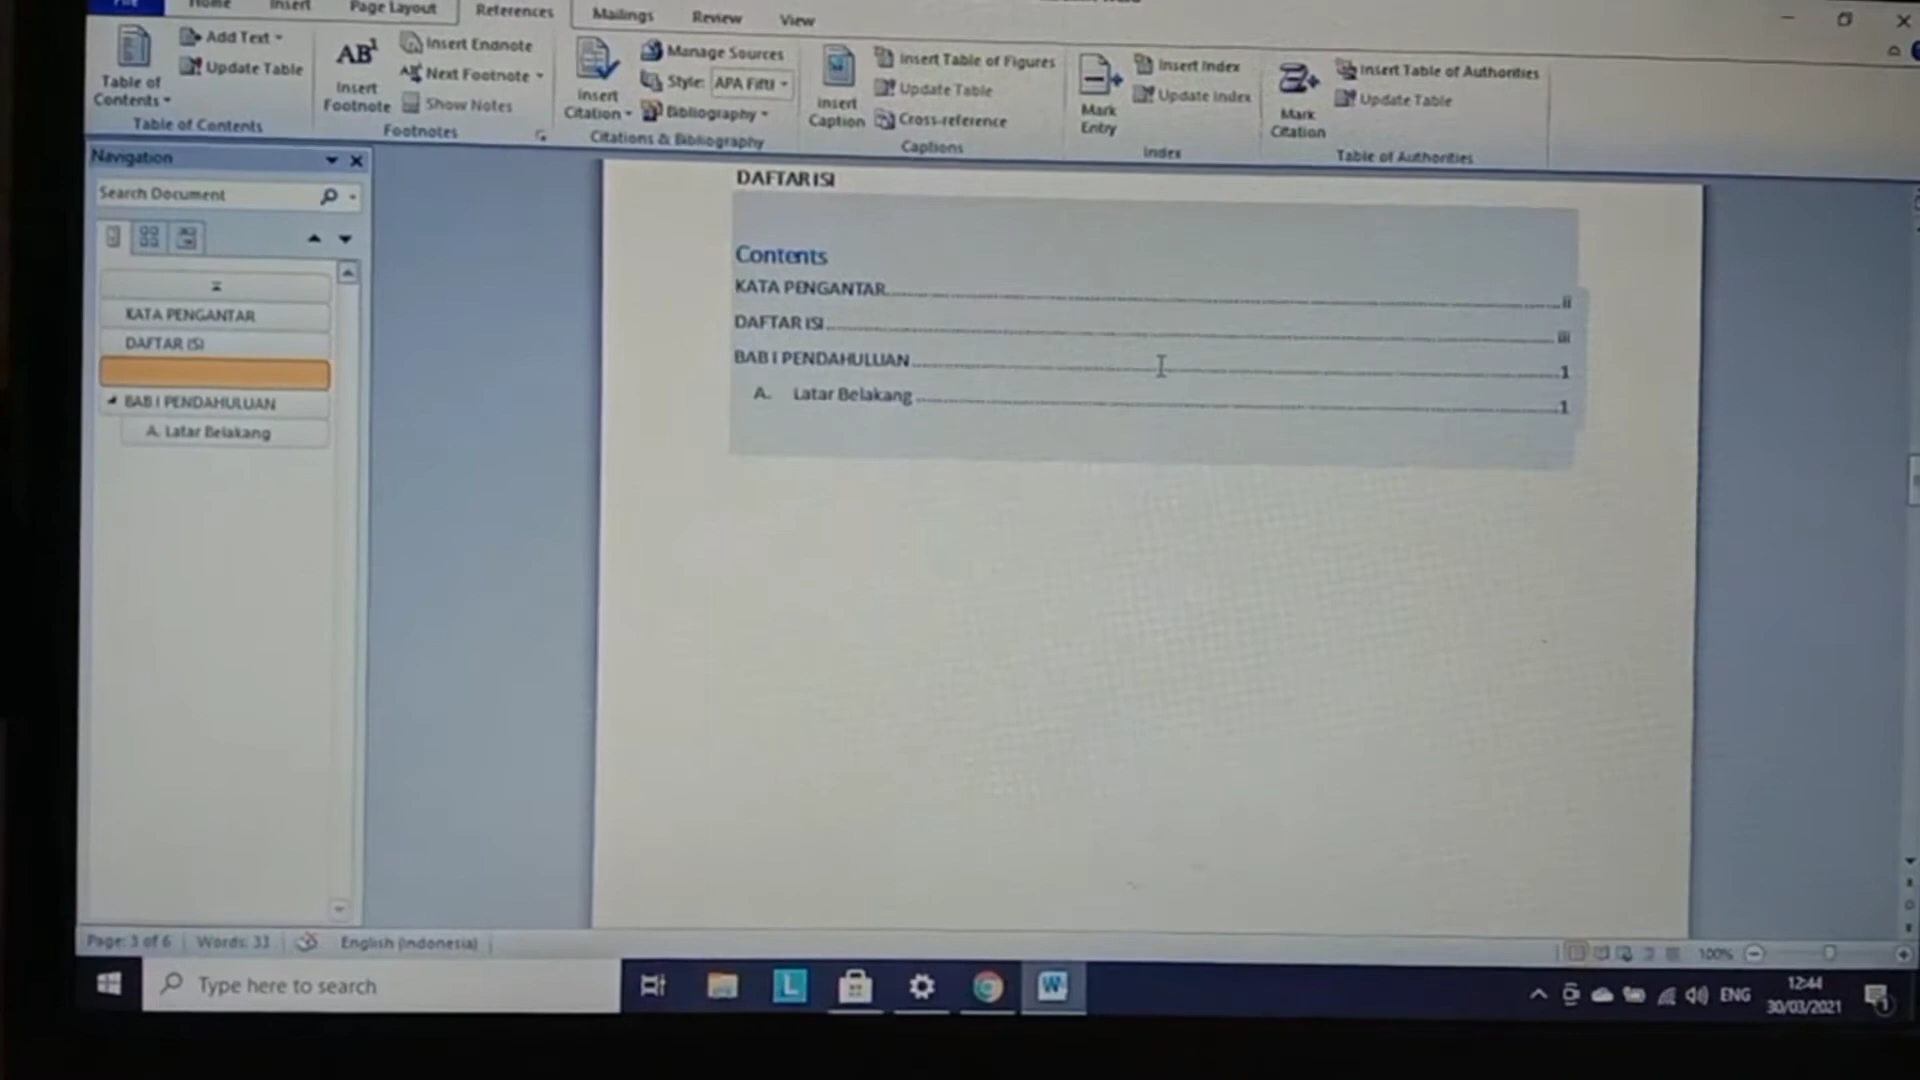 File
Home
Insert
Page Layout
References
Mailings
Review
View
Table of
Contents
Add Text
Update Table
Table of Contents
AB1
Insert
Footnote
Insert Endnote
Next Footnote
Show Notes
Footnotes
Insert
Citation
Manage Sources
Style: APA Fifth
Bibliography
Citations & Bibliography
Insert
Caption
Insert Table of Figures
Update Table
Cross-reference
Captions
Mark
Entry
Insert Index
Update Index
Index
Mark
Citation
Insert Table of Authorities
Update Table
Table of Authorities
Navigation
Search Document
KATA PENGANTAR
DAFTAR ISI
BAB I PENDAHULUAN
A. Latar Belakang
DAFTAR ISI
Contents
KATA PENGANTAR ii
DAFTAR ISI iii
BAB I PENDAHULUAN 1
A. Latar Belakang 1
Page: 3 of 6
Words: 33
English (Indonesia)
100%
Type here to search
L
W
ENG
12:44
30/03/2021
1